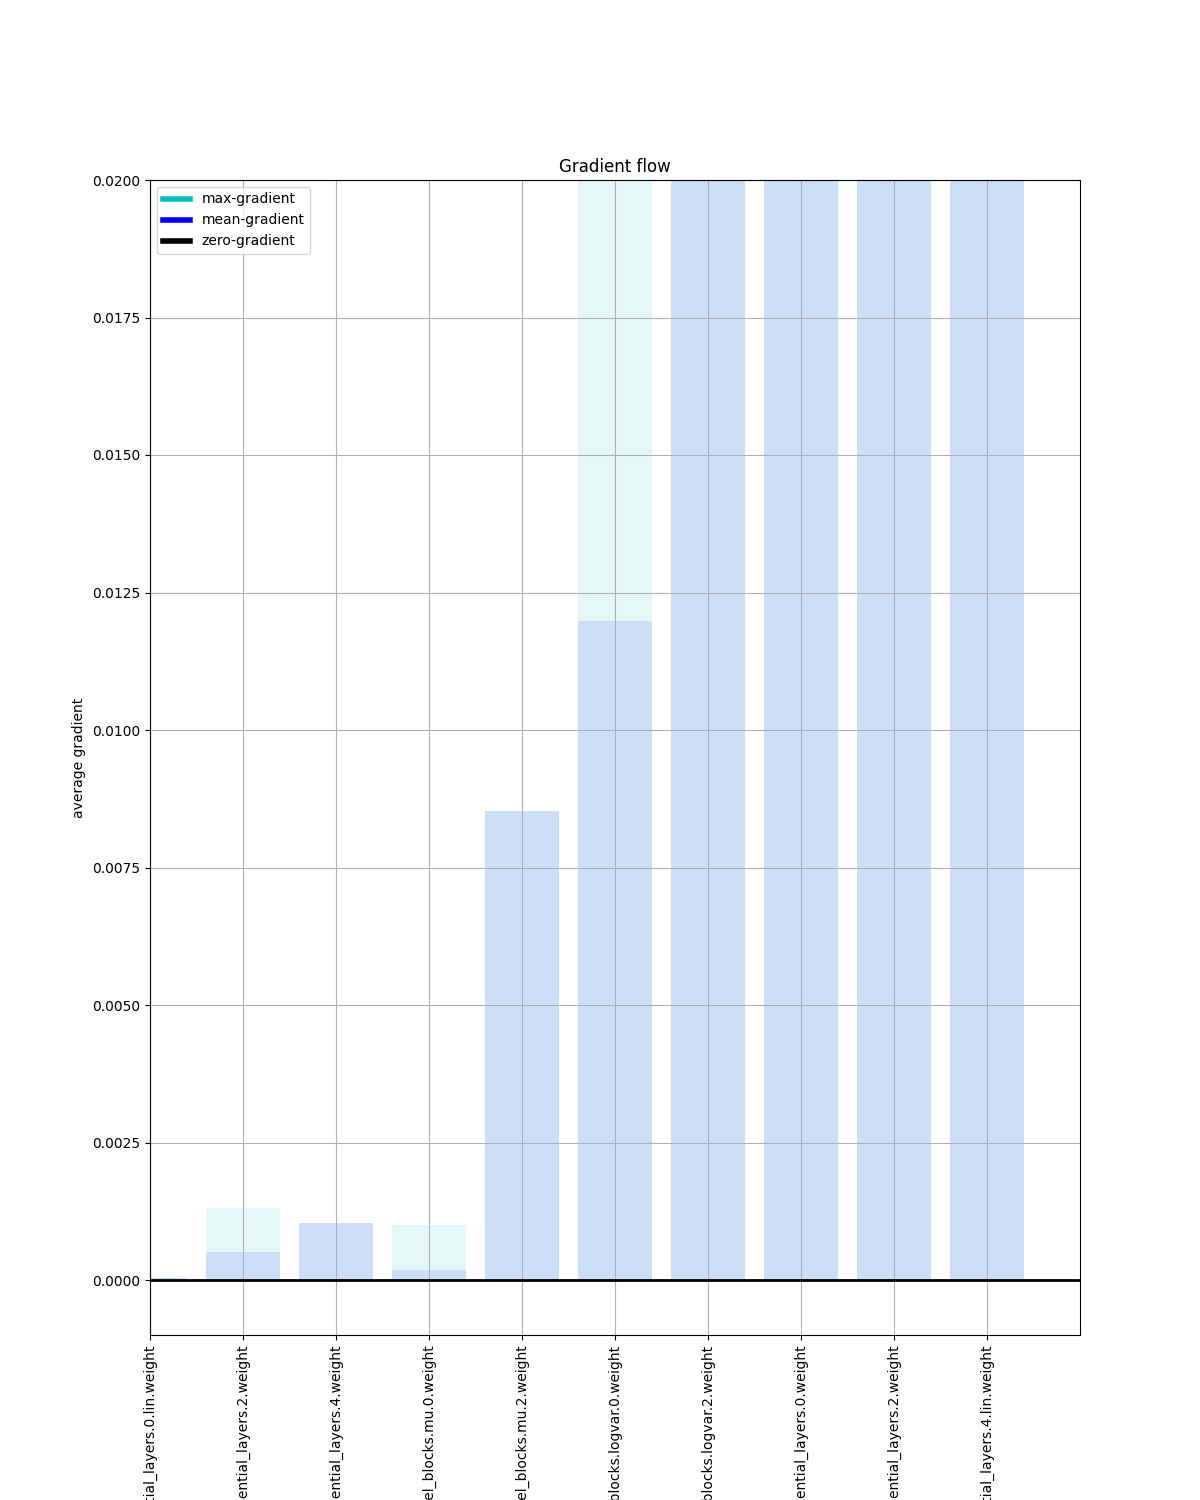 Gradient flow
max-gradient
mean-gradient
zero-gradient
average gradient
0.0200
0.0175
0.0150
0.0125
0.0100
0.0075
0.0050
0.0025
0.0000
tial_layers.0.lin.weight
ential_layers.2.weight
ential_layers.4.weight
el_blocks.mu.0.weight
el_blocks.mu.2.weight
blocks.logvar.0.weight
blocks.logvar.2.weight
ential_layers.0.weight
ential_layers.2.weight
tial_layers.4.lin.weight